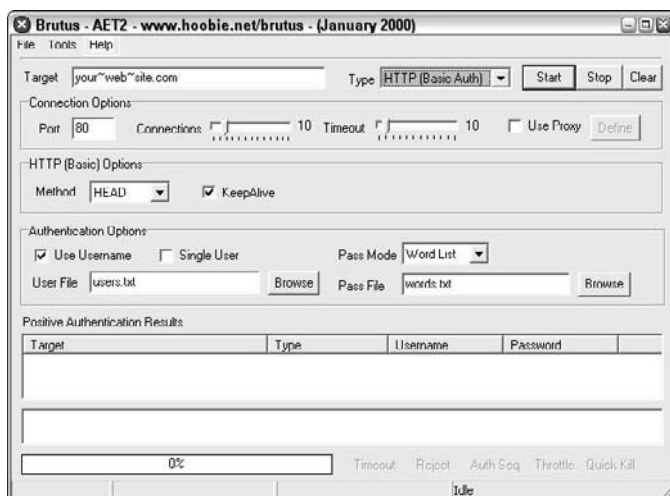 Brutus - AET2 - www.hoobie.net/brutus - (January 2000)
File Tools Help
Target your~web~site.com Type HTTP (Basic Auth) Start Stop Clear
Connection Options
Port 80 Connections 10 Timeout 10 Use Proxy Define
HTTP (Basic) Options
Method HEAD KeepAlive
Authentication Options
Use Username Single User Pass Mode Word List
User File users.txt Browse Pass File words.txt Browse
Positive Authentication Results
Target Type Username Password
0% Timeout Reject Auth Seq Throttle Quick Kill
Idle